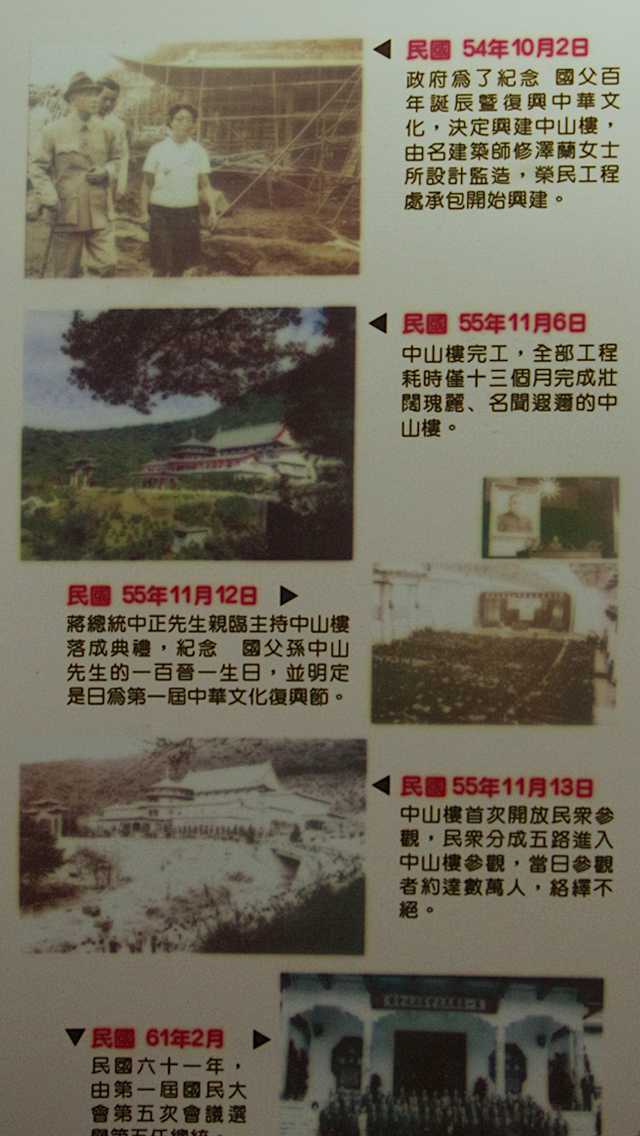 民國 54年10月2日
政府為了紀念 國父百
年誕辰暨復興中華文
化，決定興建中山樓，
由名建築師修澤蘭女士
所設計監造，榮民工程
處承包開始興建。
民國 55年11月6日
中山樓完工，全部工程
耗時僅十三個月完成壯
闊瑰麗、名聞遐邇的中
山樓。
民國 55年11月12日
蔣總統中正先生親臨主持中山樓
落成典禮，紀念 國父孫中山
先生的一百晉一生日，並明定
是日為第一屆中華文化復興節。
民國 55年11月13日
中山樓首次開放民眾參
觀，民眾分成五路進入
中山樓參觀，當日參觀
者約達數萬人，絡繹不
絕。
民國 61年2月
民國六十一年，
由第一屆國民大
會第五次會議選